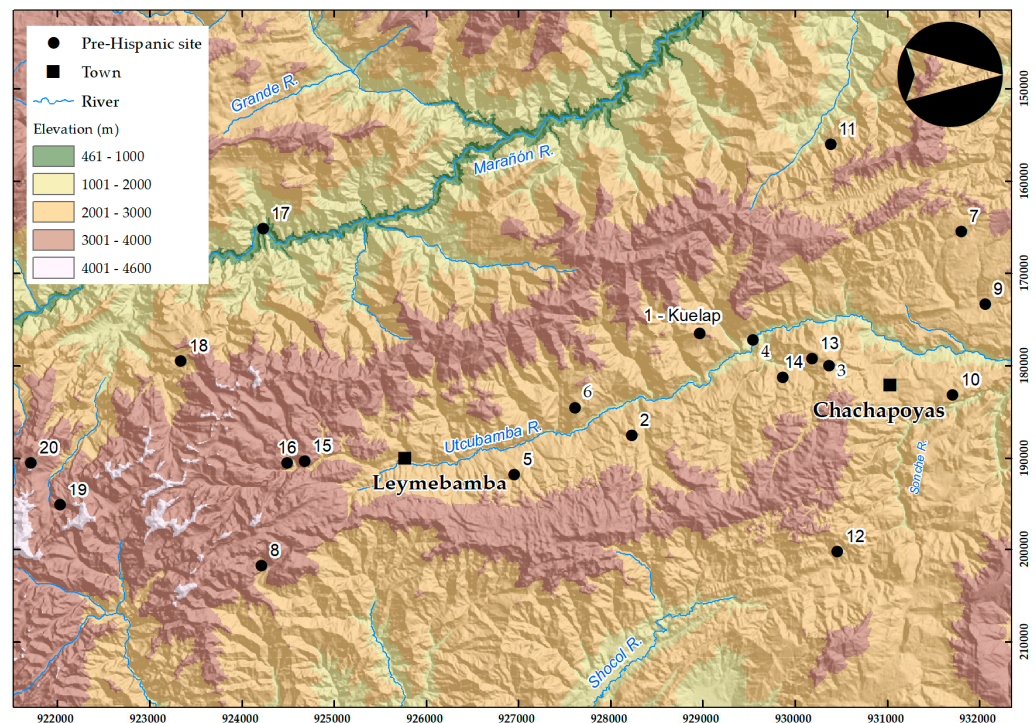 Pre-Hispanic site
Town
River
Elevation (m)
461 - 1000
1001 - 2000
2001 - 3000
3001 - 4000
4001 - 4600
Grande R.
Marañón R.
150000
11
160000
17
7
170000
9
1 - Kuelap
4
13
14
3
18
180000
10
6
Chachapoyas
2
Utcubamba R.
20
16
15
5
Leymebamba
190000
Sonche R.
19
8
12
200000
Shocol R.
210000
922000
923000
924000
925000
926000
927000
928000
929000
930000
931000
932000